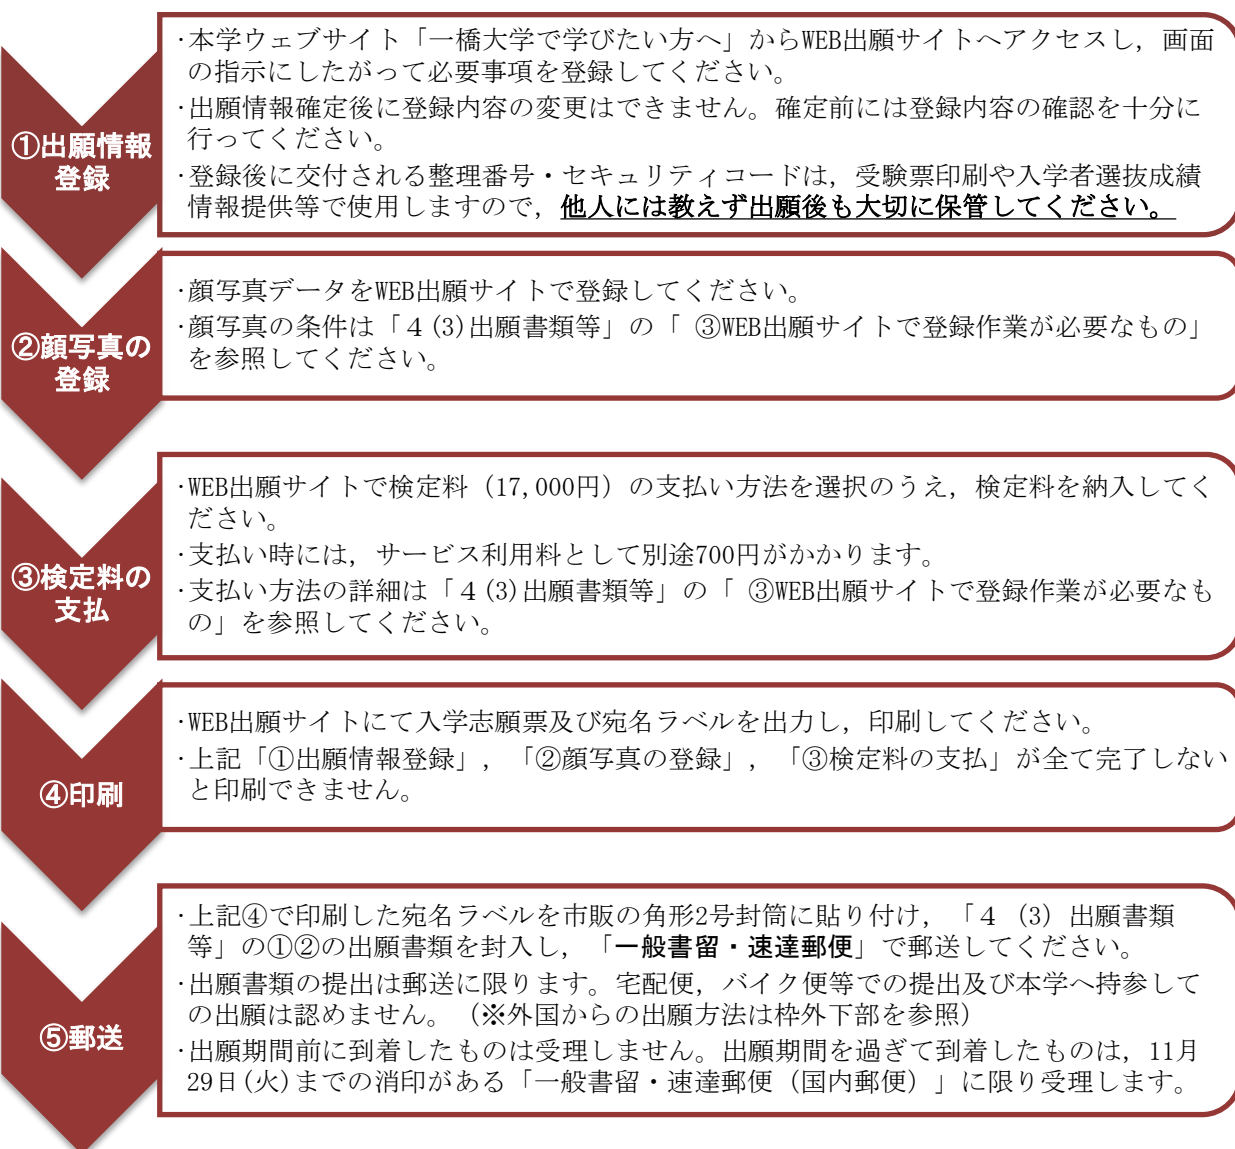 ①出願情報
登録
·本学ウェブサイト「一橋大学で学びたい方へ」からWEB出願サイトへアクセスし，画面
の指示にしたがって必要事項を登録してください。
·出願情報確定後に登録内容の変更はできません。確定前には登録内容の確認を十分に
行ってください。
·登録後に交付される整理番号・セキュリティコードは，受験票印刷や入学者選抜成績
情報提供等で使用しますので，他人には教えず出願後も大切に保管してください。
②顔写真の
登録
·顔写真データをWEB出願サイトで登録してください。
·顔写真の条件は「４(3)出願書類等」の「 ③WEB出願サイトで登録作業が必要なもの」
を参照してください。
③検定料の
支払
·WEB出願サイトで検定料（17,000円）の支払い方法を選択のうえ，検定料を納入してく
ださい。
·支払い時には，サービス利用料として別途700円がかかります。
·支払い方法の詳細は「４(3)出願書類等」の「 ③WEB出願サイトで登録作業が必要なも
の」を参照してください。
④印刷
·WEB出願サイトにて入学志願票及び宛名ラベルを出力し，印刷してください。
·上記「①出願情報登録」，「②顔写真の登録」，「③検定料の支払」が全て完了しない
と印刷できません。
⑤郵送
·上記④で印刷した宛名ラベルを市販の角形2号封筒に貼り付け，「４（3）出願書類
等」の①②の出願書類を封入し，「一般書留・速達郵便」で郵送してください。
·出願書類の提出は郵送に限ります。宅配便，バイク便等での提出及び本学へ持参して
の出願は認めません。（※外国からの出願方法は枠外下部を参照）
·出願期間前に到着したものは受理しません。出願期間を過ぎて到着したものは，11月
29日(火)までの消印がある「一般書留・速達郵便（国内郵便）」に限り受理します。